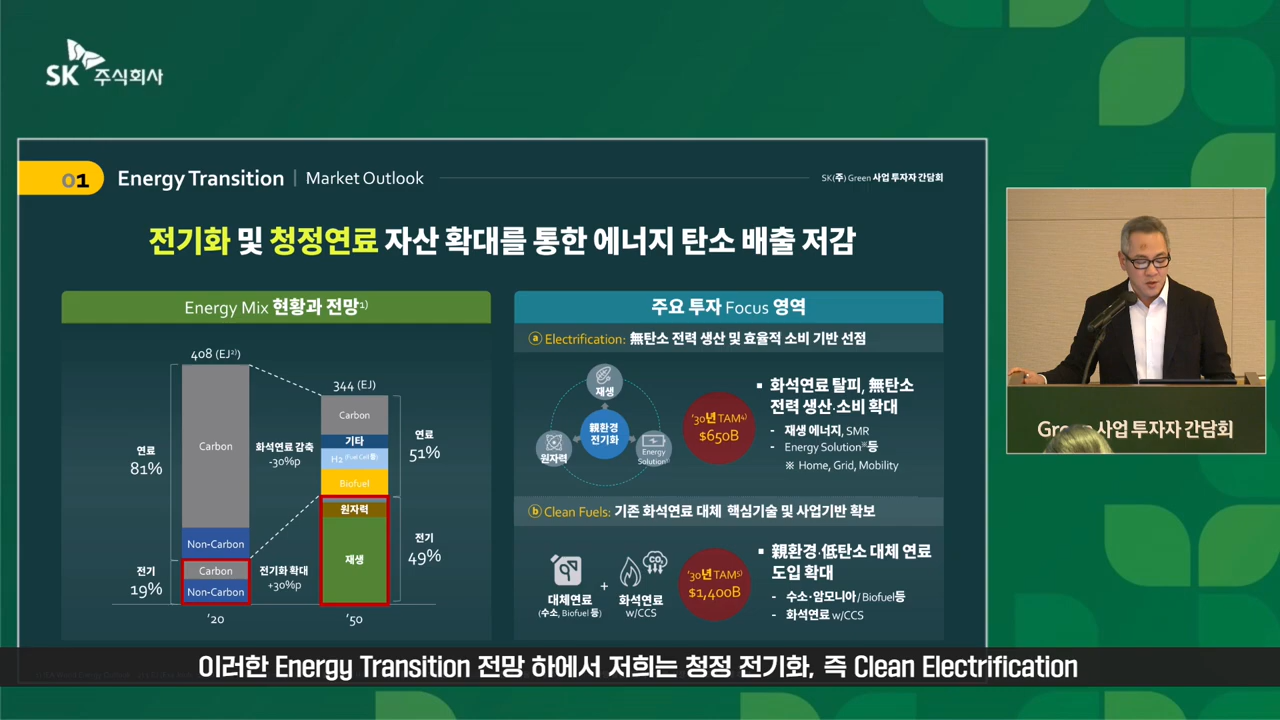 SK 주식회사
01 Energy Transition | Market Outlook
SK(주) Green 사업 투자자 간담회
전기화 및 청정연료 자산 확대를 통한 에너지 탄소 배출 저감
Energy Mix 현황과 전망1)
408 (EJ2))
344 (EJ)
연료
81%
전기
19%
Carbon
Non-Carbon
Carbon
Non-Carbon
화석연료 감축
-30%p
전기화 확대
+30%p
Carbon
기타
H2 (Fuel Cell 등)
Biofuel
원자력
재생
연료
51%
전기
49%
'20
'50
주요 투자 Focus 영역
ⓐ Electrification: 無탄소 전력 생산 및 효율적 소비 기반 선점
재생
親환경
전기화
원자력
Energy
Solution
'30년 TAM4)
$650B
▪ 화석연료 탈피, 無탄소
전력 생산·소비 확대
- 재생 에너지, SMR
- Energy Solution※등
※ Home, Grid, Mobility
ⓑ Clean Fuels: 기존 화석연료 대체 핵심기술 및 사업기반 확보
CO2
대체연료
(수소, Biofuel 등)
+
화석연료
w/CCS
'30년 TAM5)
$1,400B
▪ 親환경·低탄소 대체 연료
도입 확대
- 수소·암모니아 / Biofuel등
- 화석연료 w/CCS
Green 사업 투자자 간담회
이러한 Energy Transition 전망 하에서 저희는 청정 전기화, 즉 Clean Electrification